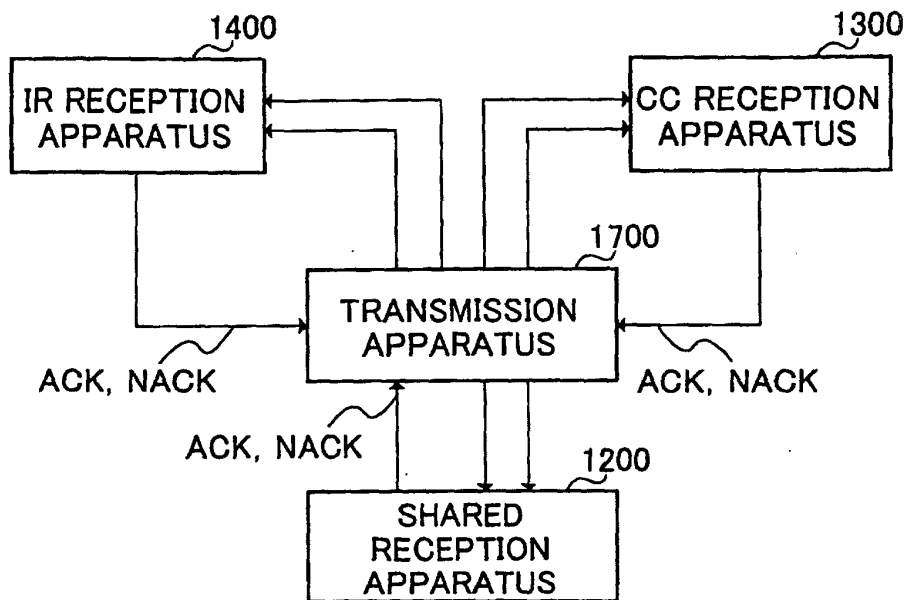 1400
IR RECEPTION
APPARATUS
1300
CC RECEPTION
APPARATUS
1700
TRANSMISSION
APPARATUS
ACK, NACK
ACK, NACK
ACK, NACK
1200
SHARED
RECEPTION
APPARATUS